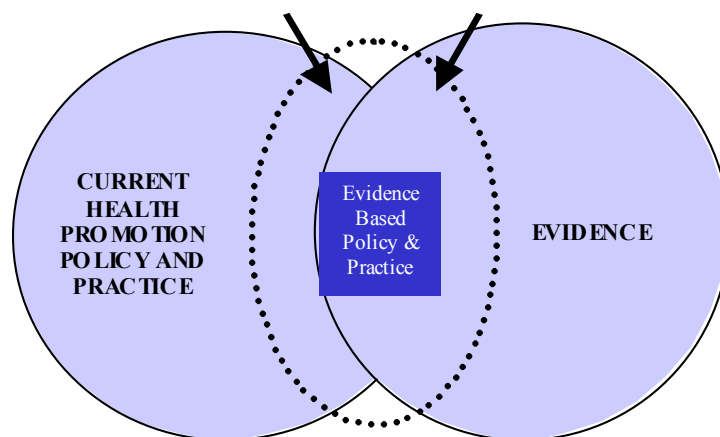 CURRENT
HEALTH
PROMOTION
POLICY AND
PRACTICE
Evidence
Based
Policy &
Practice
EVIDENCE